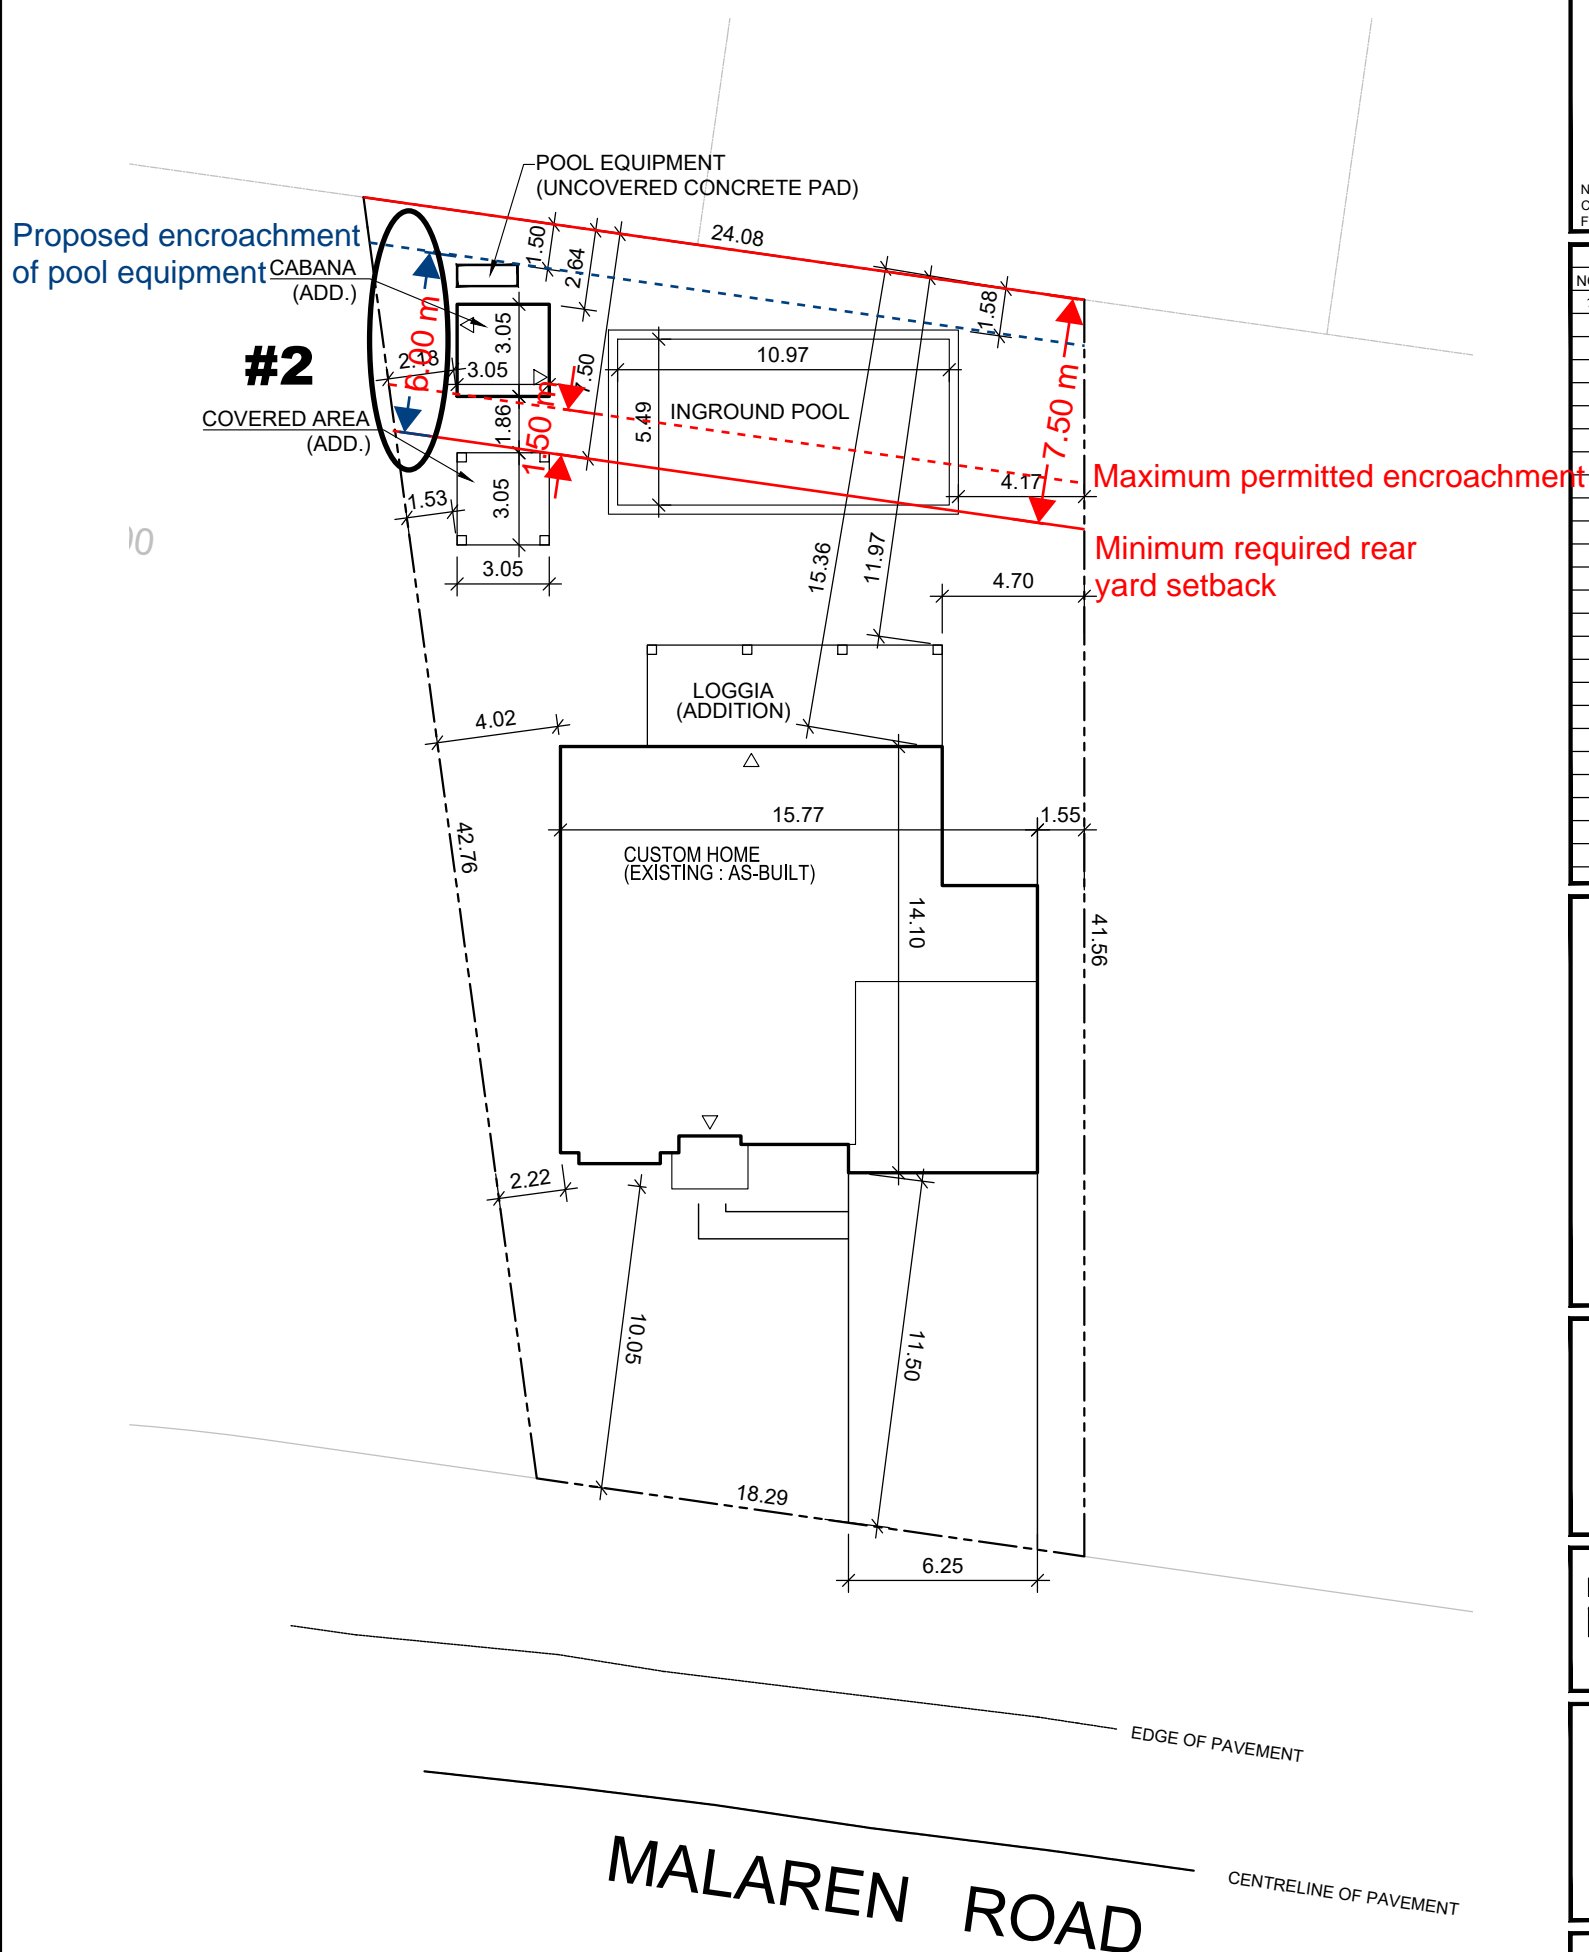 POOL EQUIPMENT
(UNCOVERED CONCRETE PAD)
Proposed encroachment
of pool equipment
CABANA
(ADD.)
#2
COVERED AREA
(ADD.)
1.50
2.64
24.08
1.58
7.50
6.00 m
2.18
3.05
3.05
1.86
1.50 m
10.97
5.49
INGROUND POOL
7.50 m
4.17
Maximum permitted encroachment
Minimum required rear
yard setback
1.53
3.05
3.05
15.36
11.97
4.70
LOGGIA
(ADDITION)
4.02
15.77
1.55
42.76
CUSTOM HOME
(EXISTING : AS-BUILT)
14.10
41.56
2.22
10.05
11.50
18.29
6.25
EDGE OF PAVEMENT
CENTRELINE OF PAVEMENT
MALAREN ROAD